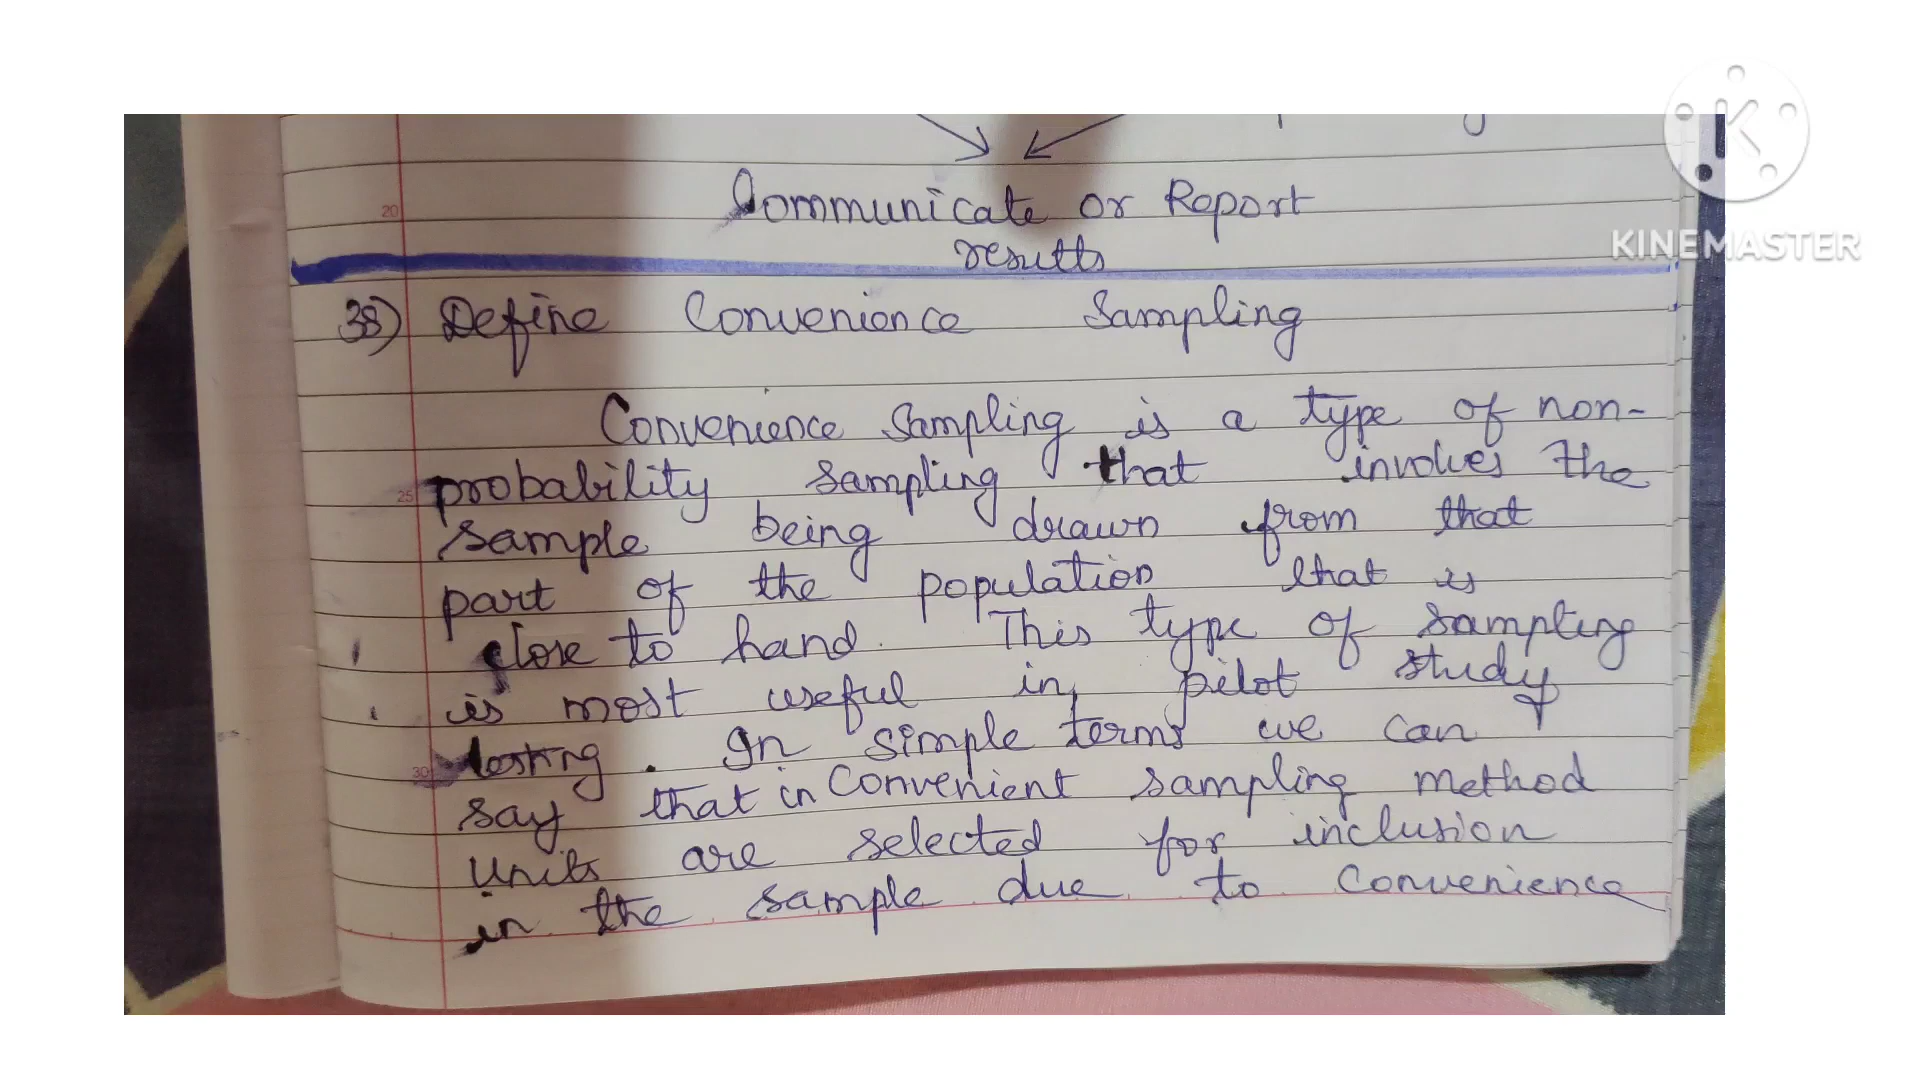 Communicate or Report
results
38) Define Convenience Sampling
Convenience Sampling is a type of non-
probability sampling that involves the
sample being drawn from that
part of the population that is
close to hand. This type of sampling
is most useful in pilot study
testing. In simple terms we can
say that in Convenient sampling method
Units are selected for inclusion
in the sample due to convenience
20
25
30
KINEMASTER